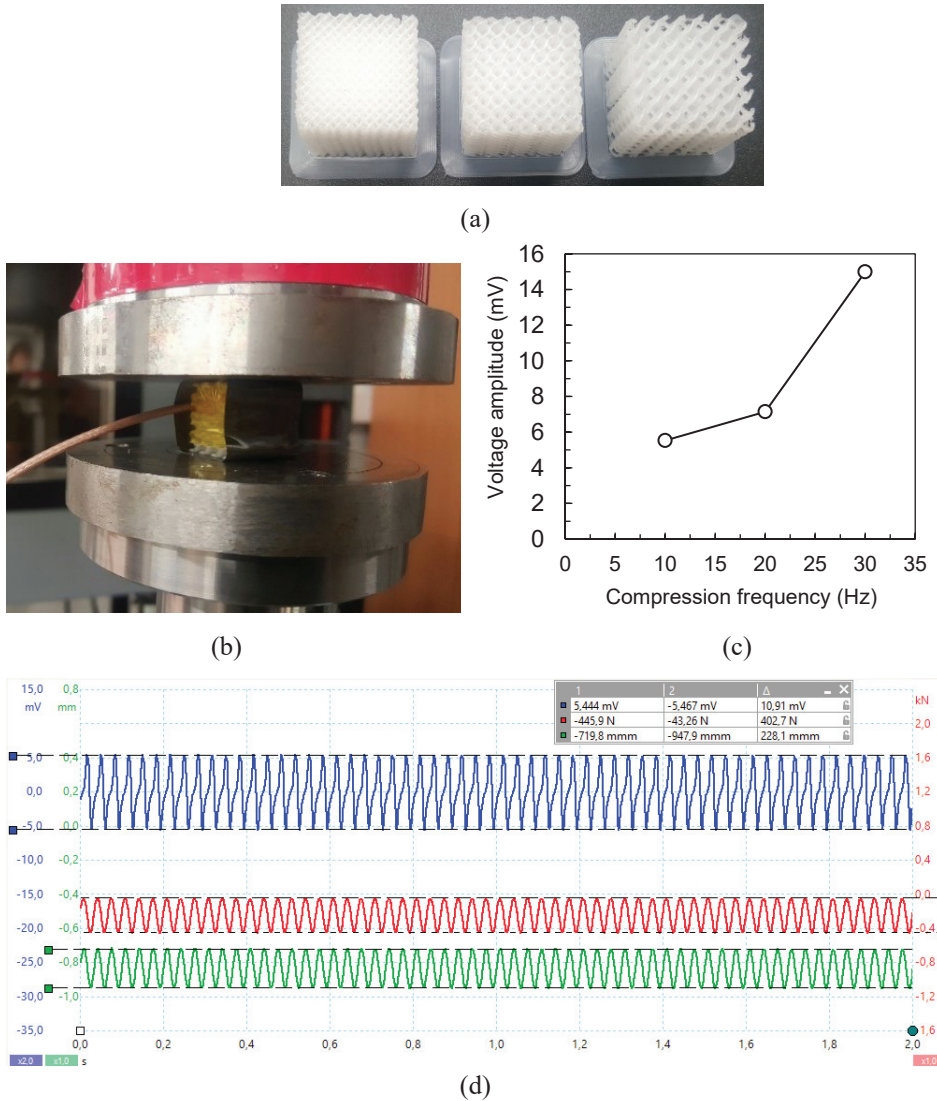 (a)
16
14
12
10
8
6
4
2
0
Voltage amplitude (mV)
0 5 10 15 20 25 30 35
Compression frequency (Hz)
(b)
(c)
15,0 0,8
mV mm
1 2 Δ
5,444 mV -5,467 mV 10,91 mV
-445,9 N -43,26 N 402,7 N
-719,8 mmm -947,9 mmm 228,1 mmm
kN
2,0
5,0 0,4 1,6
0,0 0,2 1,2
-5,0 0,0 0,8
-10,0 -0,2 0,4
-15,0 -0,4 0,0
-20,0 -0,6 -0,4
-25,0 -0,8 -0,8
-30,0 -1,0 -1,2
-35,0 -1,6
0,0 0,2 0,4 0,6 0,8 1,0 1,2 1,4 1,6 1,8 2,0
x2,0 x1,0 s x1,0
(d)